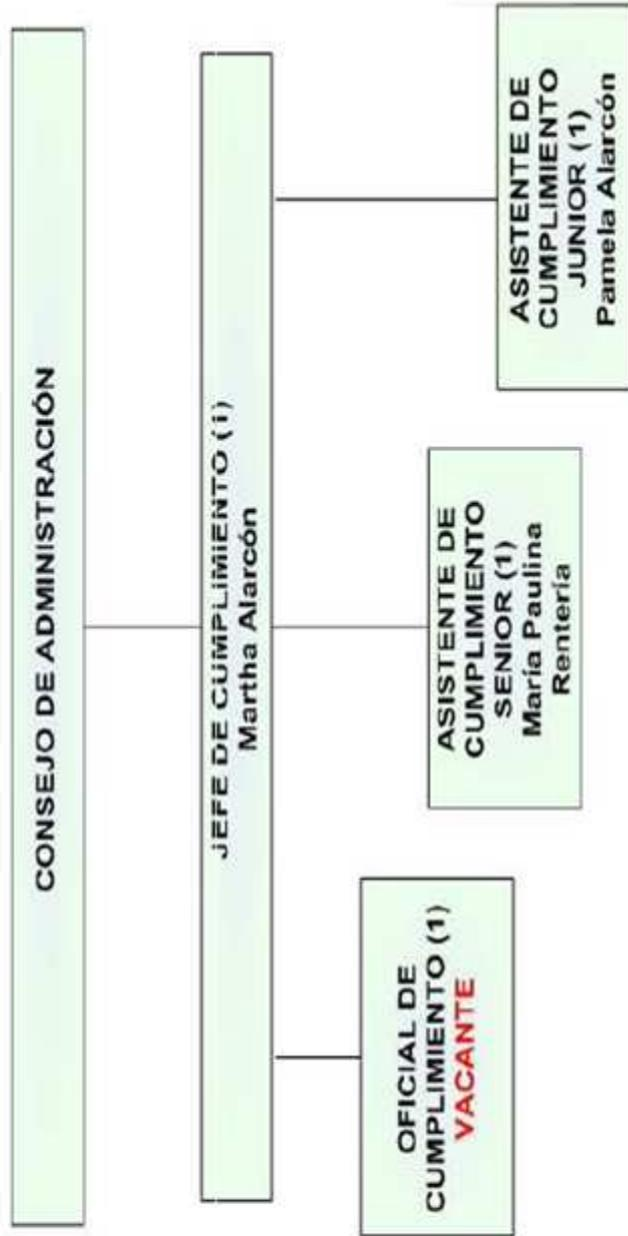 CONSEJO DE ADMINISTRACIÓN
JEFE DE CUMPLIMIENTO (1)
Martha Alarcón
OFICIAL DE
CUMPLIMIENTO (1)
VACANTE
ASISTENTE DE
CUMPLIMIENTO
SENIOR (1)
María Paulina
Rentería
ASISTENTE DE
CUMPLIMIENTO
JUNIOR (1)
Pamela Alarcón